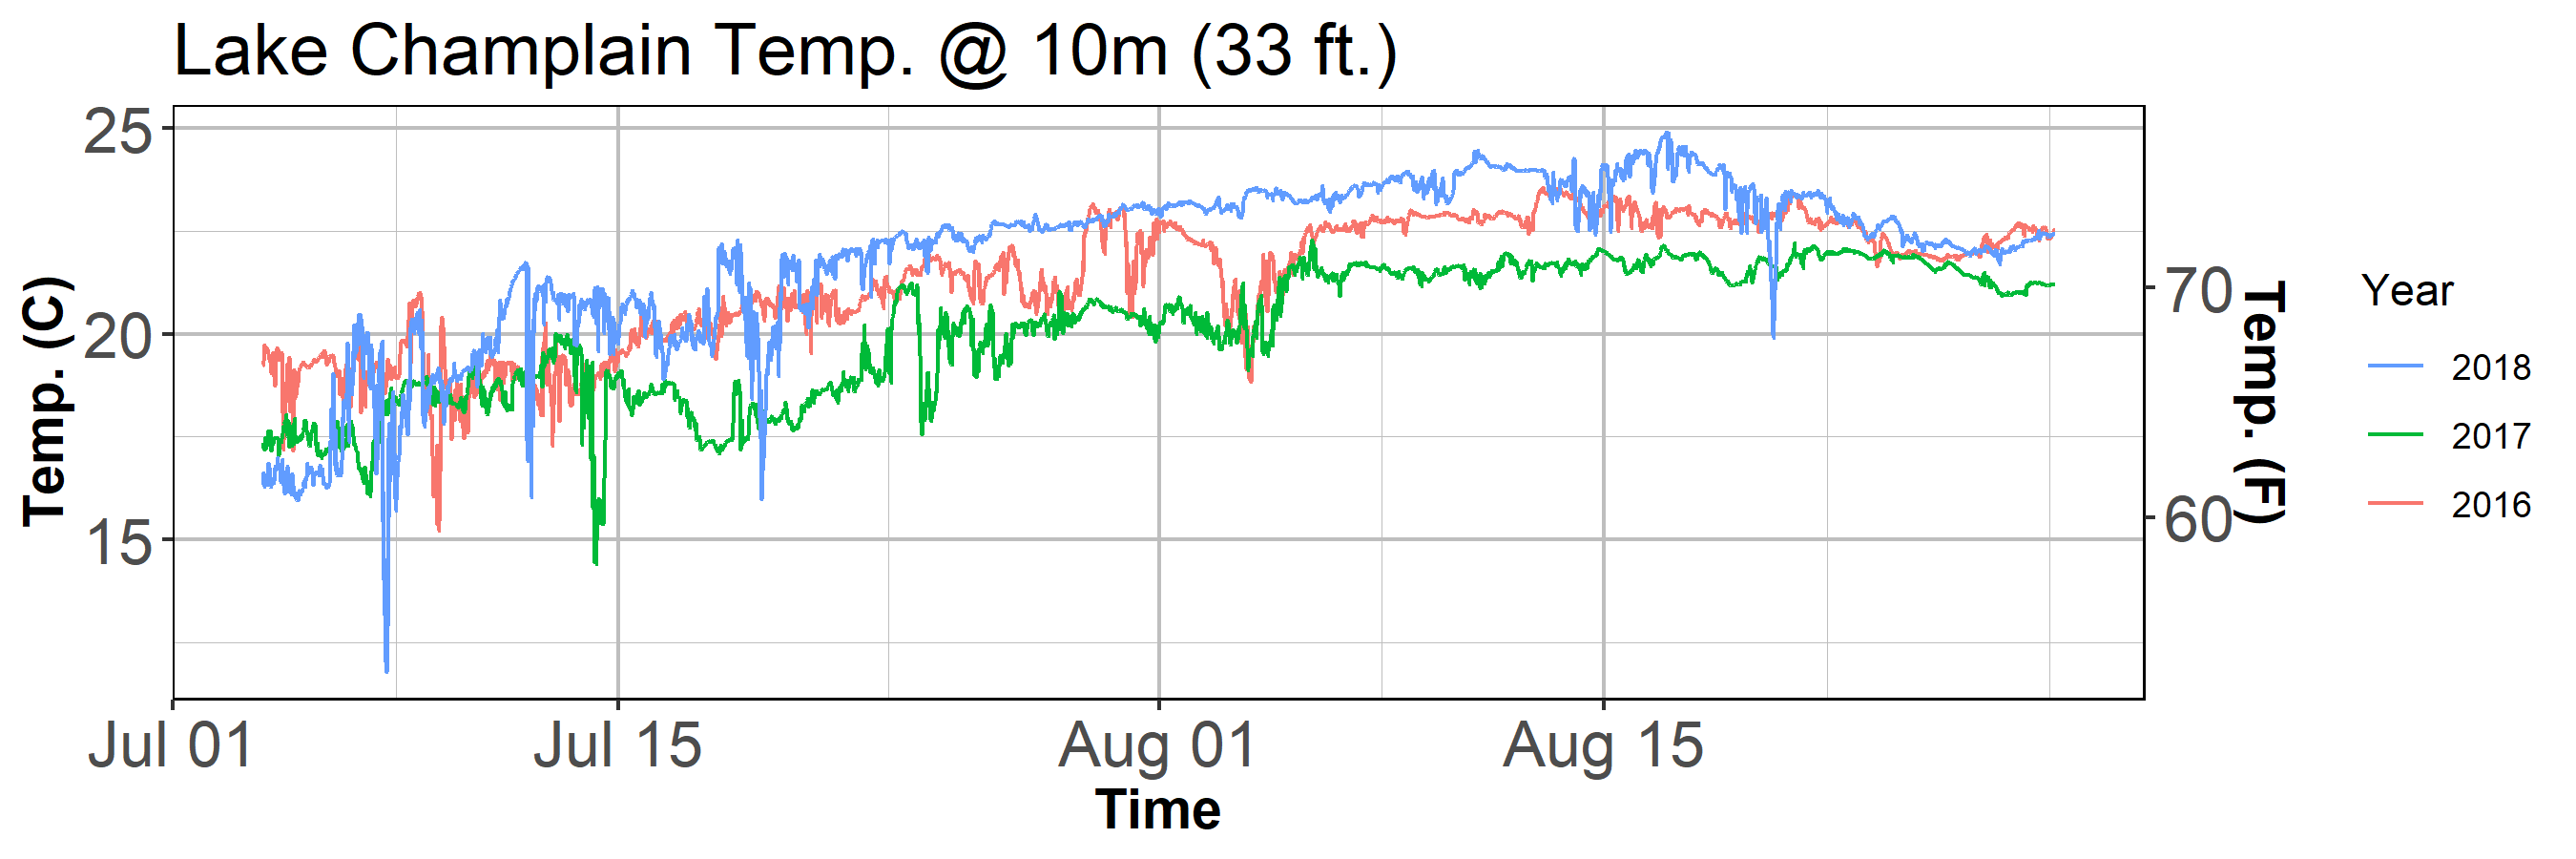 Lake Champlain Temp. @ 10m (33 ft.)
Temp. (C)
25
20
15
Jul 01
Jul 15
Aug 01
Aug 15
Time
70
60
Temp. (F)
Year
2018
2017
2016